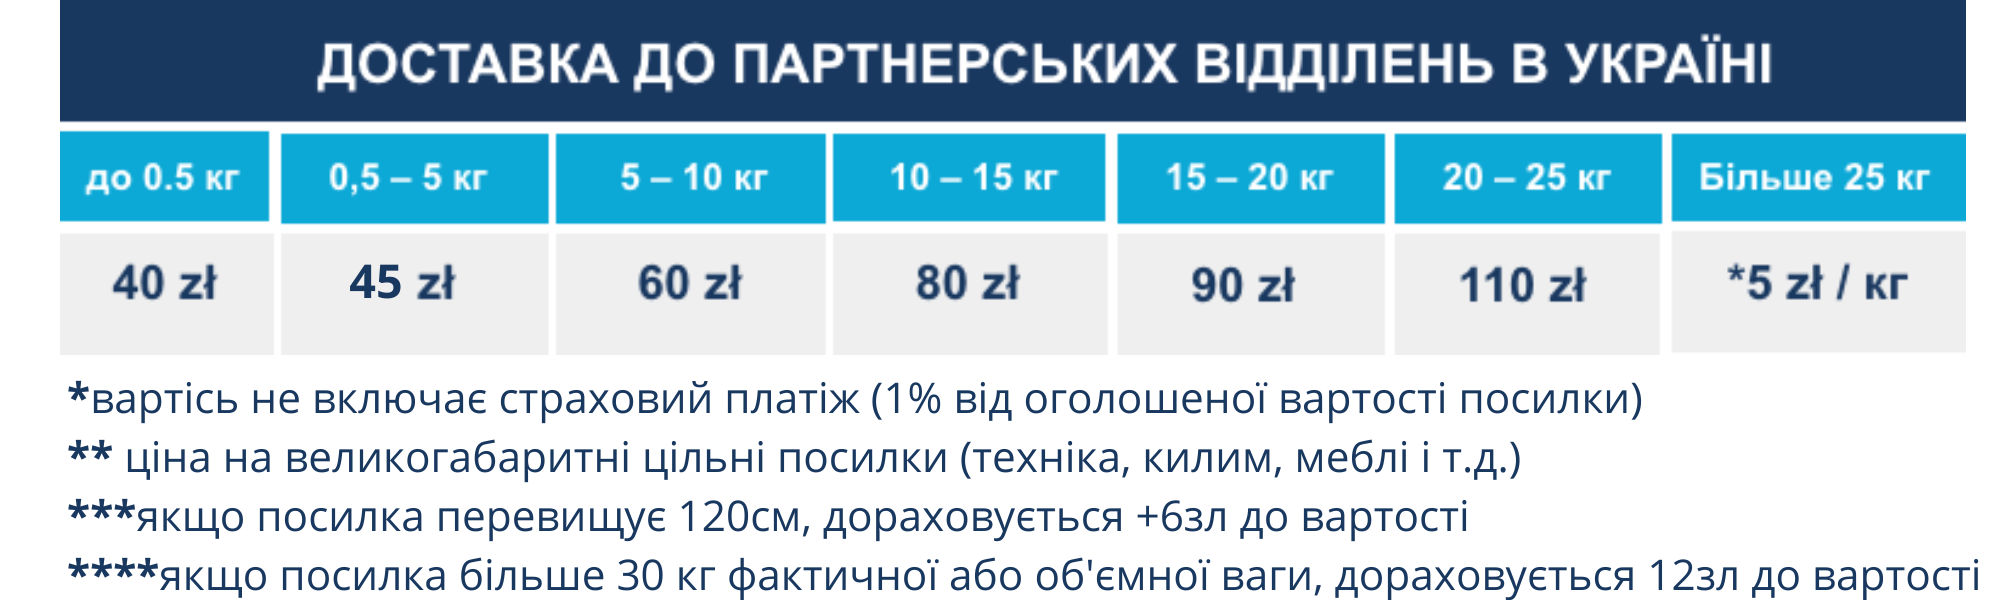 ДОСТАВКА ДО ПАРТНЕРСЬКИХ ВІДДІЛЕНЬ В УКРАЇНІ
до 0.5 кг 0,5 – 5 кг 5 – 10 кг 10 – 15 кг 15 – 20 кг 20 – 25 кг Більше 25 кг
40 zł 45 zł 60 zł 80 zł 90 zł 110 zł *5 zł / кг
*вартісь не включає страховий платіж (1% від оголошеної вартості посилки)
** ціна на великогабаритні цільні посилки (техніка, килим, меблі і т.д.)
***якщо посилка перевищує 120см, дораховується +6зл до вартості
****якщо посилка більше 30 кг фактичної або об'ємної ваги, дораховується 12зл до вартості